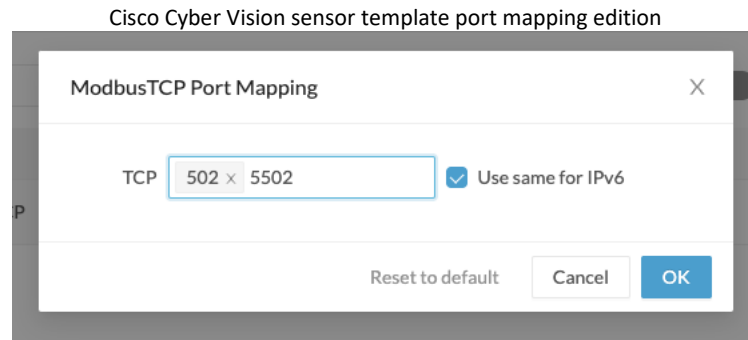 Cisco Cyber Vision sensor template port mapping edition
ModbusTCP Port Mapping X
TCP 502 x 5502 Use same for IPv6
P
Reset to default Cancel OK